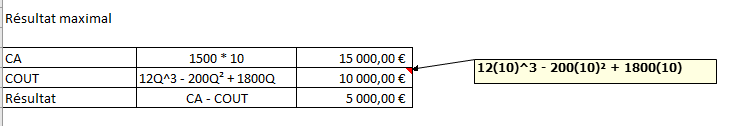 Résultat maximal
CA 1500 * 10 15 000,00 €
COUT 12Q^3 - 200Q² + 1800Q 10 000,00 € 12(10)^3 - 200(10)² + 1800(10)
Résultat CA - COUT 5 000,00 €